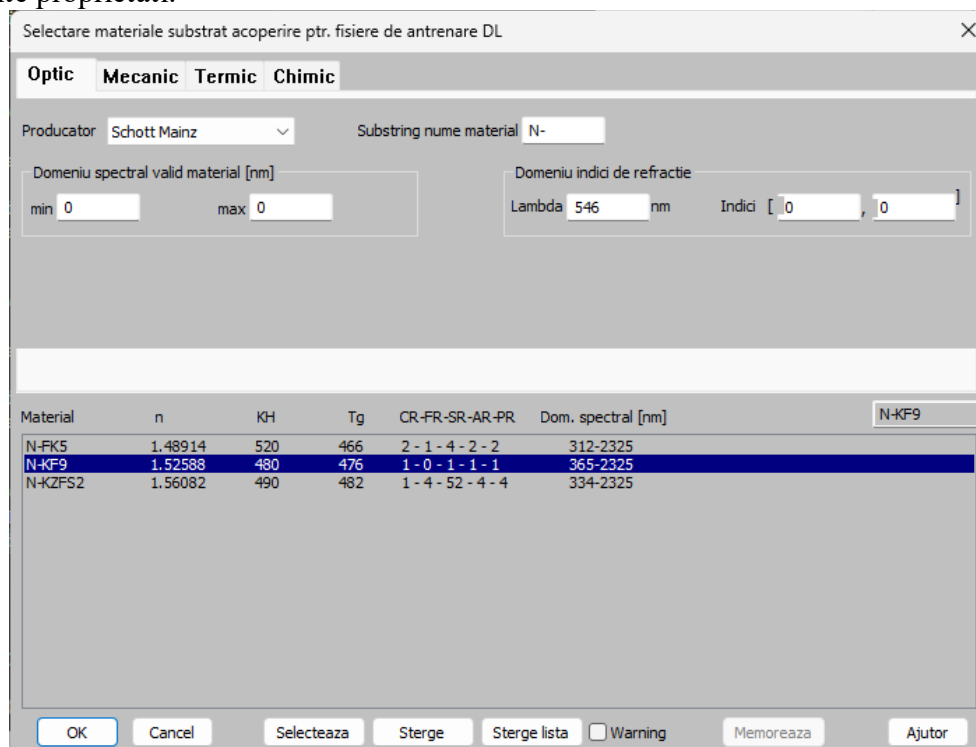 te proprietati.
Selectare materiale substrat acoperire ptr. fisiere de antrenare DL
Optic Mecanic Termic Chimic
Producator Schott Mainz Substring nume material N-
Domeniu spectral valid material [nm] Domeniu indici de refractie
min 0 max 0 Lambda 546 nm Indici [ 0 , 0 ]
Material n KH Tg CR-FR-SR-AR-PR Dom. spectral [nm] N-KF9
N-FK5 1.48914 520 466 2 - 1 - 4 - 2 - 2 312-2325
N-KF9 1.52588 480 476 1 - 0 - 1 - 1 - 1 365-2325
N-KZFS2 1.56082 490 482 1 - 4 - 52 - 4 - 4 334-2325
OK Cancel Selecteaza Sterge Sterge lista Warning Memoreaza Ajutor